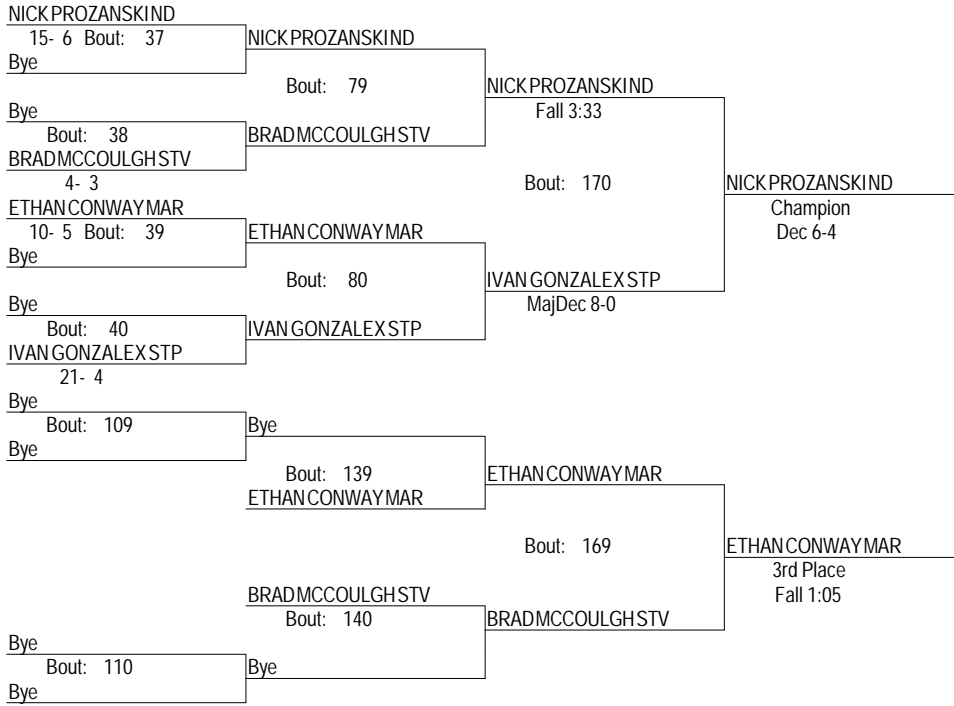 NICK PROZANSKIND
15- 6 Bout: 37
NICK PROZANSKIND
Bye
Bout: 79
NICK PROZANSKIND
Bye
Fall 3:33
Bout: 38
BRAD MCCOULGH STV
BRAD MCCOULGH STV
4- 3
Bout: 170
NICK PROZANSKIND
ETHAN CONWAY MAR
Champion
10- 5 Bout: 39
ETHAN CONWAY MAR
Dec 6-4
Bye
Bout: 80
IVAN GONZALEX STP
Bye
MajDec 8-0
Bout: 40
IVAN GONZALEX STP
IVAN GONZALEX STP
21- 4
Bye
Bout: 109
Bye
Bye
Bout: 139
ETHAN CONWAY MAR
ETHAN CONWAY MAR
Bout: 169
ETHAN CONWAY MAR
3rd Place
BRAD MCCOULGH STV
Fall 1:05
Bout: 140
BRAD MCCOULGH STV
Bye
Bout: 110
Bye
Bye